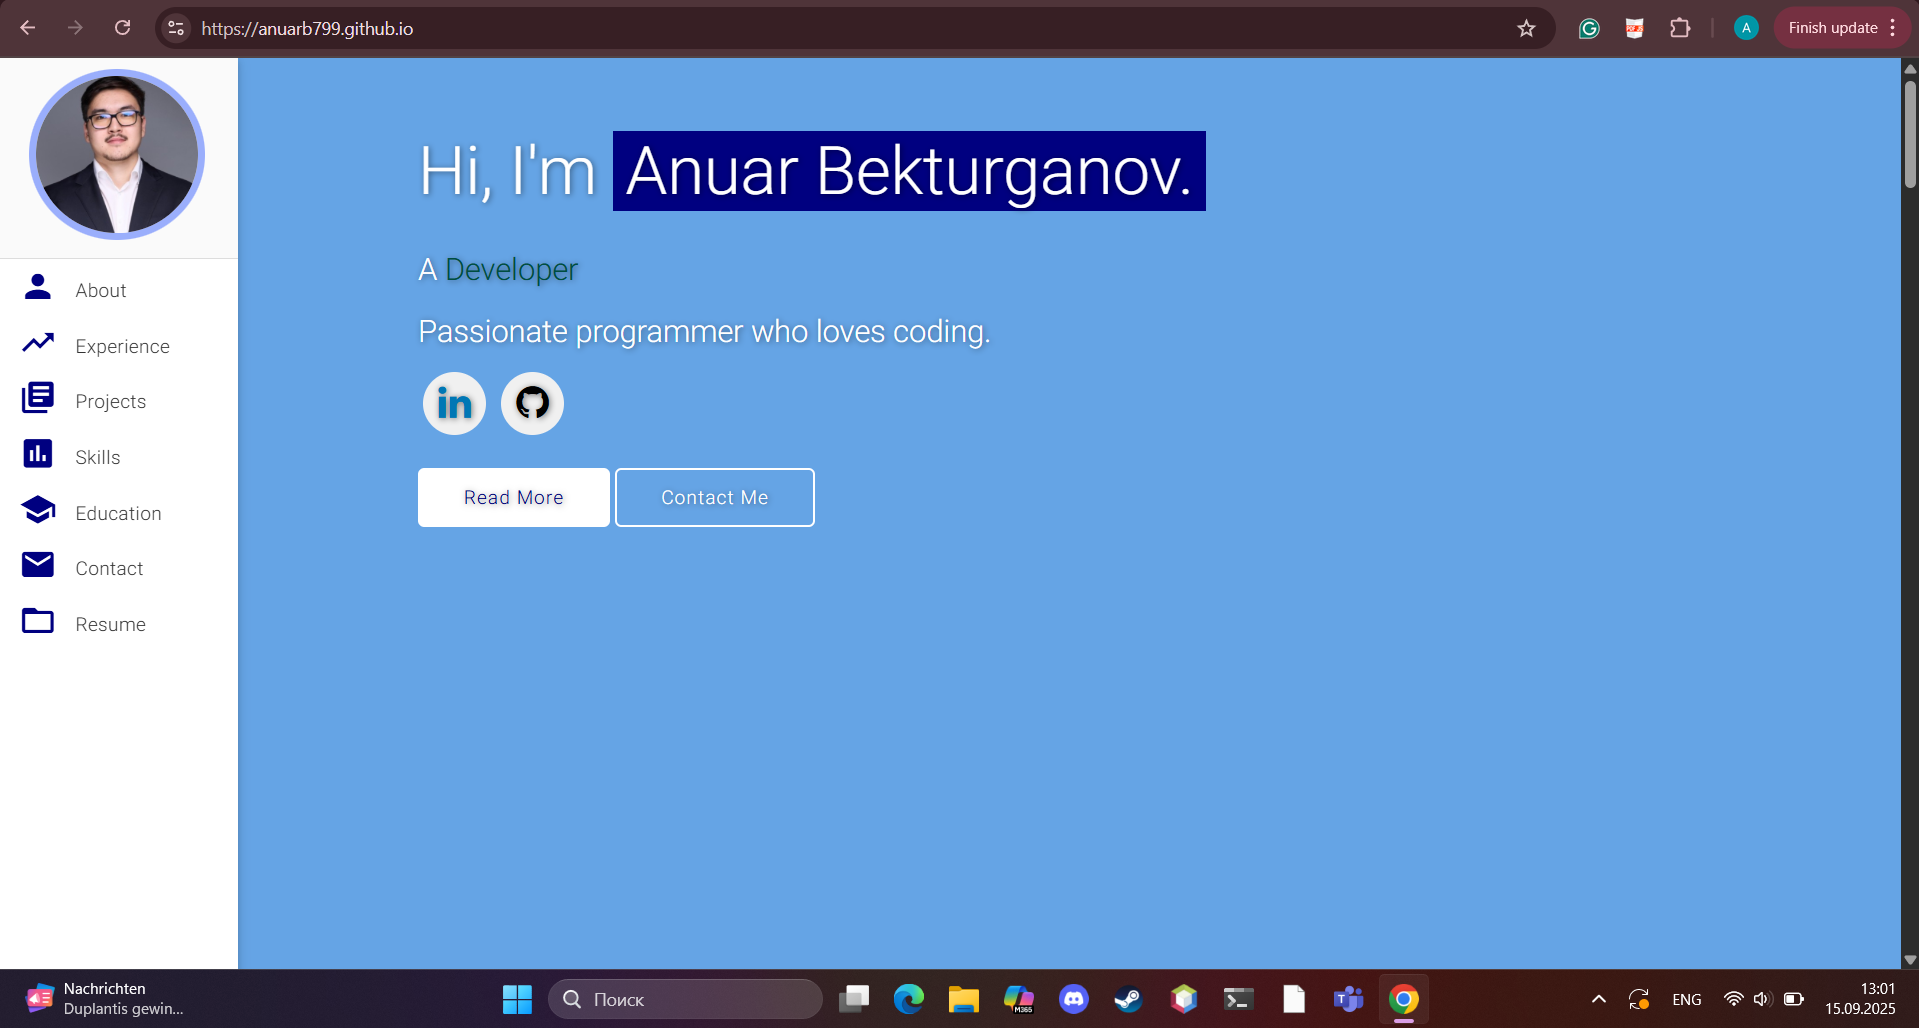 https://anuarb799.github.io
A
Finish update
Hi, I'm Anuar Bekturganov.
A Developer
Passionate programmer who loves coding.
in
Read More
Contact Me
About
Experience
Projects
Skills
Education
Contact
Resume
Nachrichten
Duplantis gewin...
Поиск
M365
ENG
13:01
15.09.2025